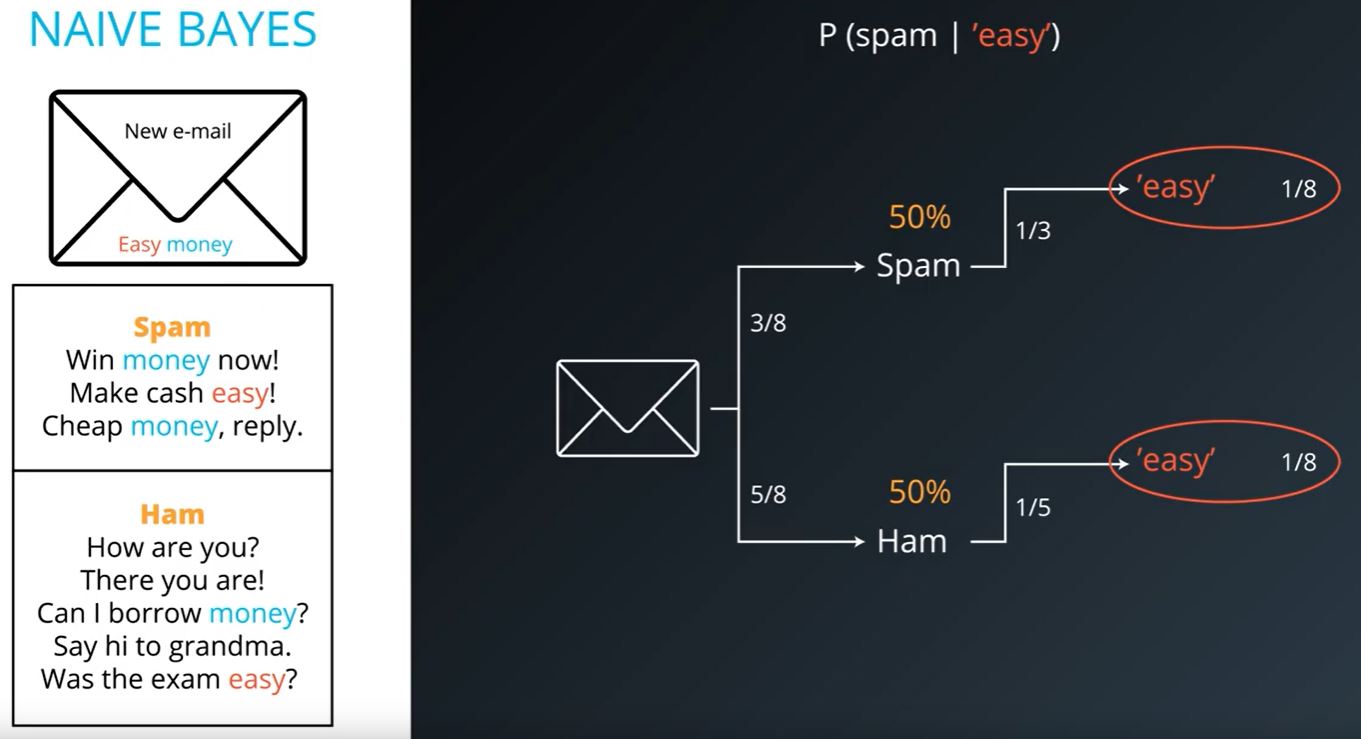 NAIVE BAYES
New e-mail
Easy money
Spam
Win money now!
Make cash easy!
Cheap money, reply.
Ham
How are you?
There you are!
Can I borrow money?
Say hi to grandma.
Was the exam easy?
P (spam | ’easy’)
’easy’ 1/8
50%
1/3
Spam
3/8
’easy’ 1/8
5/8
50%
1/5
Ham